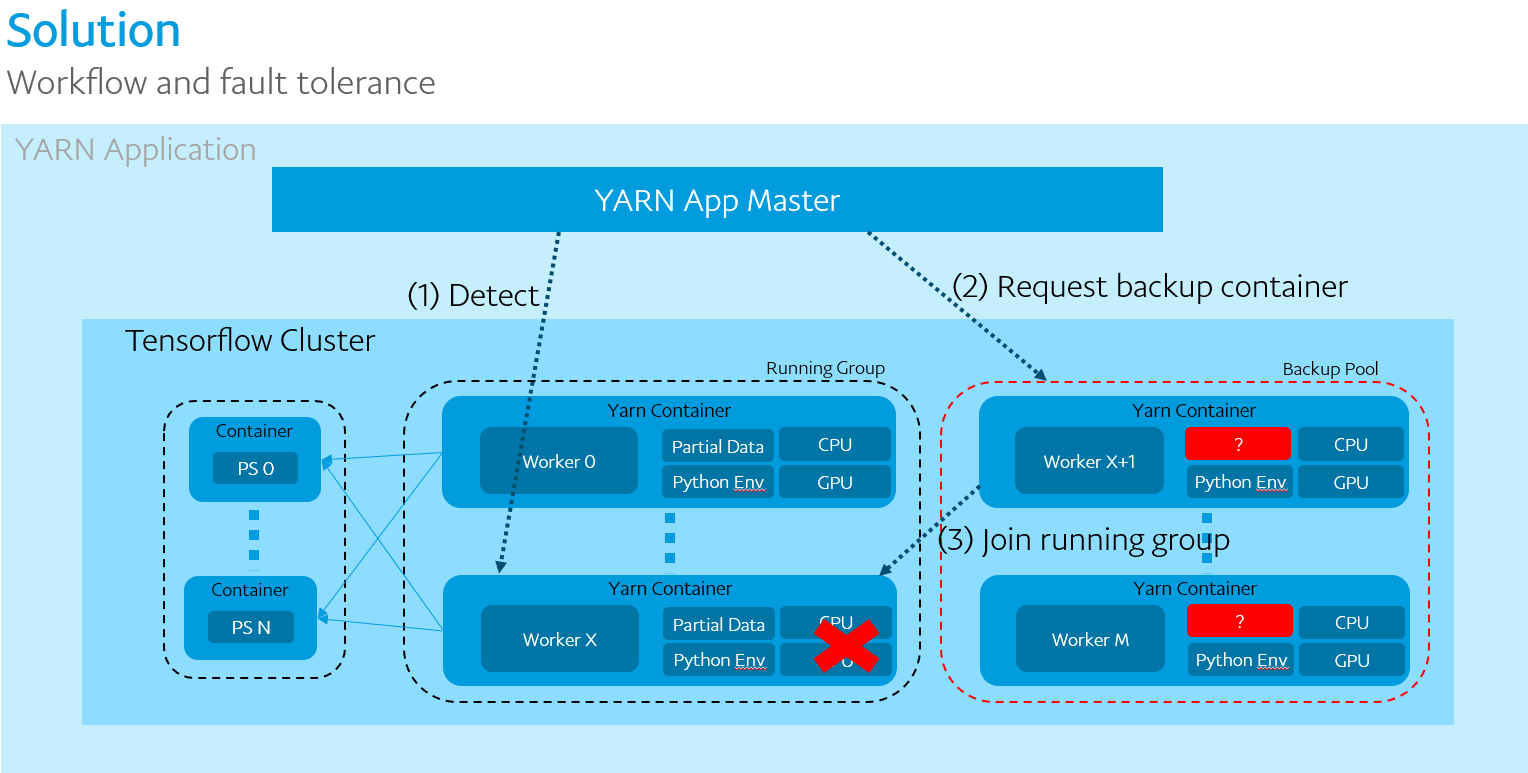 Solution
Workflow and fault tolerance
YARN Application
YARN App Master
(1) Detect
(2) Request backup container
Tensorflow Cluster
Running Group
Backup Pool
Container
PS 0
Container
PS N
Yarn Container
Worker 0
Partial Data
CPU
Python Env
GPU
Yarn Container
Worker X
Partial Data
CPU
Python Env
Yarn Container
Worker X+1
?
CPU
Python Env
GPU
(3) Join running group
Yarn Container
Worker M
?
CPU
Python Env
GPU